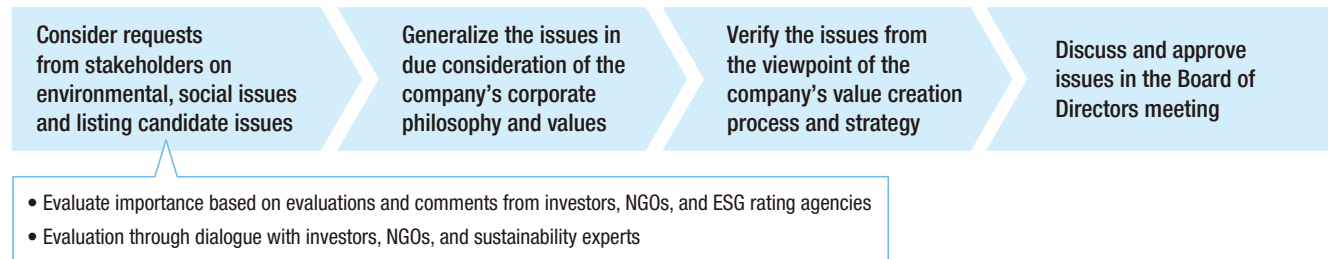 Consider requests
from stakeholders on
environmental, social issues
and listing candidate issues
Generalize the issues in
due consideration of the
company's corporate
philosophy and values
Verify the issues from
the viewpoint of the
company's value creation
process and strategy
Discuss and approve
issues in the Board of
Directors meeting
• Evaluate importance based on evaluations and comments from investors, NGOs, and ESG rating agencies
• Evaluation through dialogue with investors, NGOs, and sustainability experts